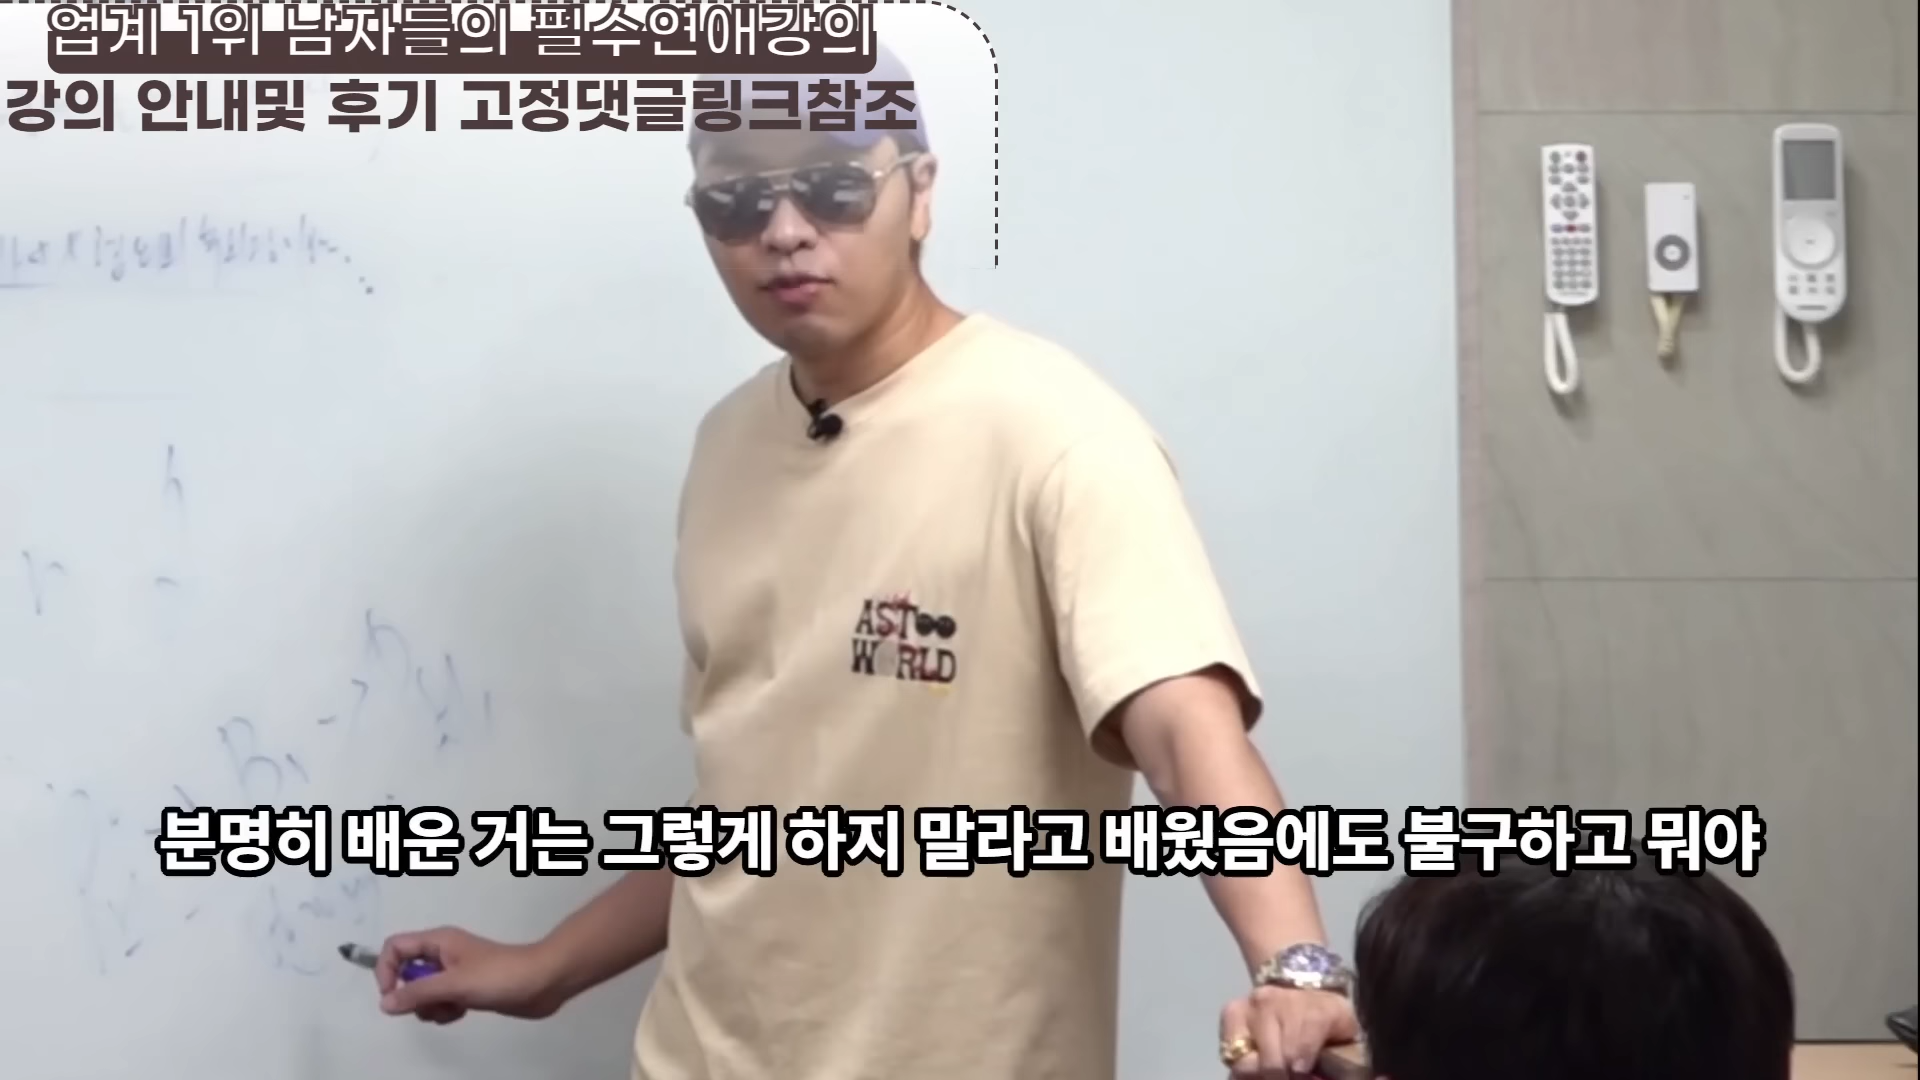 업계 1위 남자들의 필수연애강의
강의 안내및 후기 고정댓글링크참조
AST
WORLD
분명히 배운 거는 그렇게 하지 말라고 배웠음에도 불구하고 뭐야